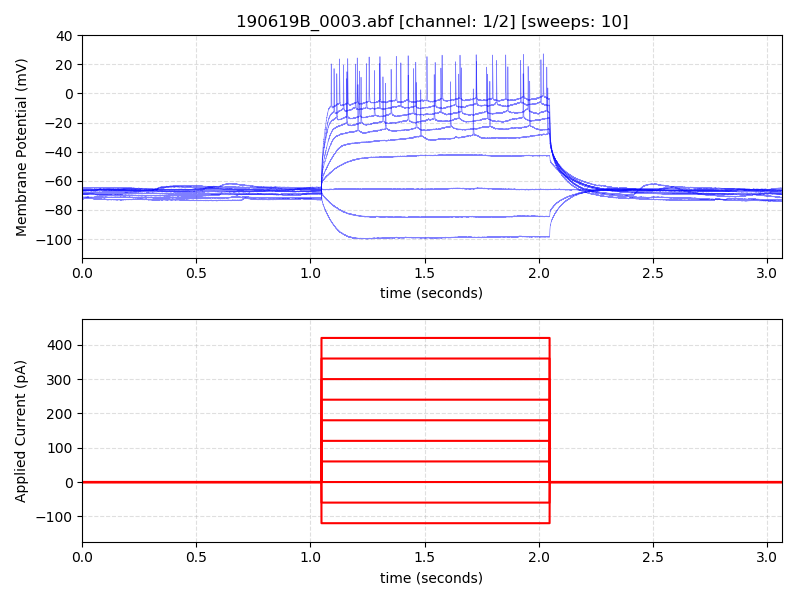 190619B_0003.abf [channel: 1/2] [sweeps: 10]
Membrane Potential (mV)
40
20
0
−20
−40
−60
−80
−100
0.0 0.5 1.0 1.5 2.0 2.5 3.0
time (seconds)
Applied Current (pA)
400
300
200
100
0
−100
0.0 0.5 1.0 1.5 2.0 2.5 3.0
time (seconds)